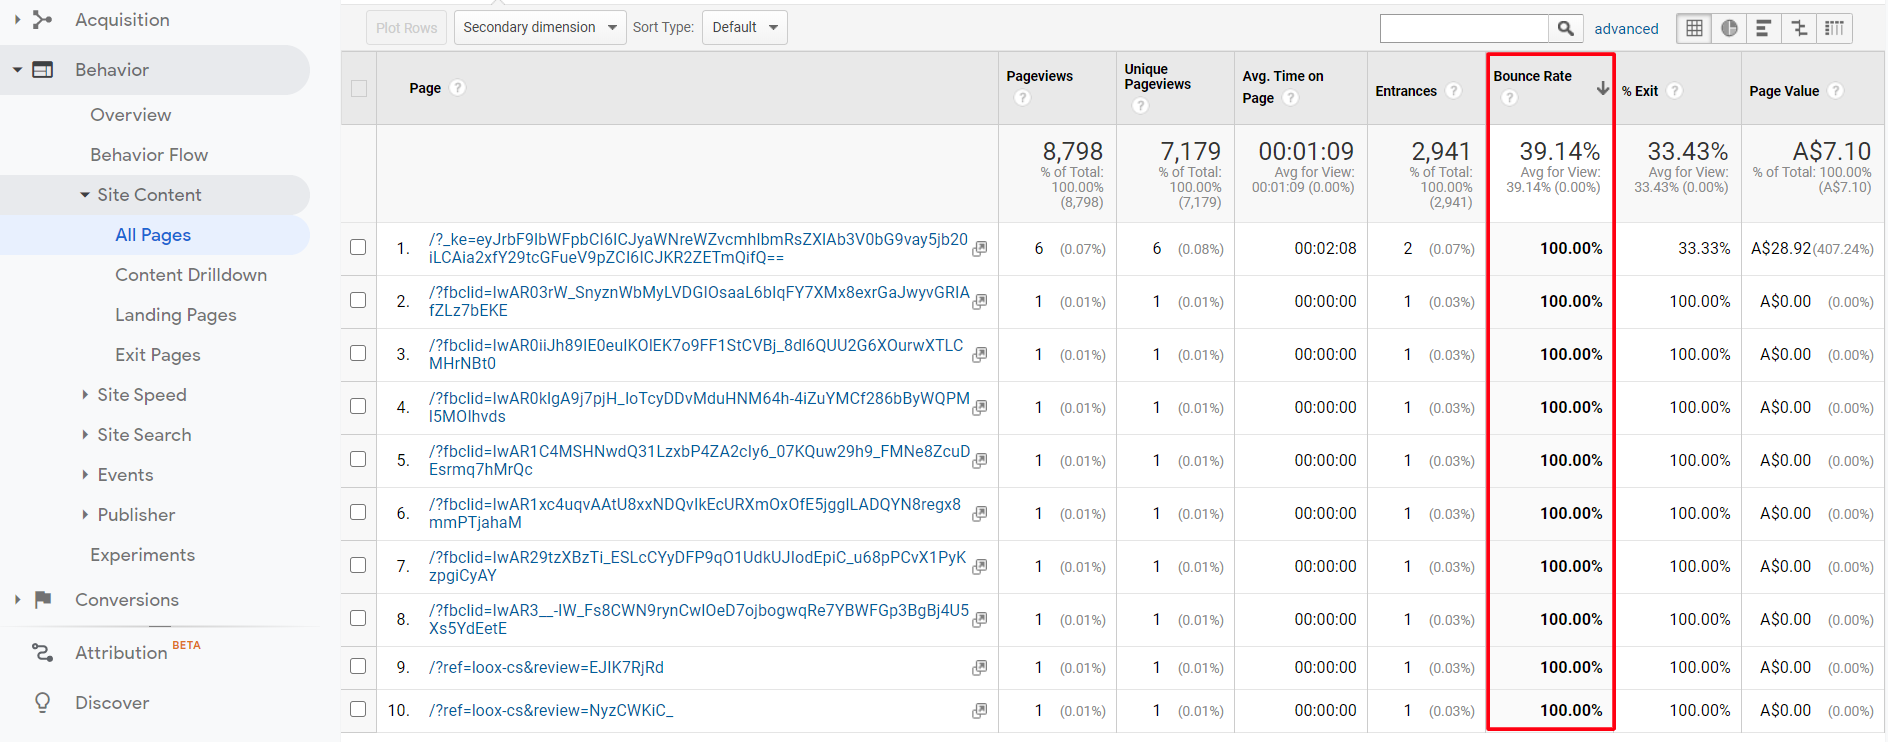 Acquisition
Behavior
Overview
Behavior Flow
Site Content
All Pages
Content Drilldown
Landing Pages
Exit Pages
Site Speed
Site Search
Events
Publisher
Experiments
Conversions
Attribution BETA
Discover
Plot Rows
Secondary dimension
Sort Type:
Default
advanced
Page ?
Pageviews ?
Unique Pageviews ?
Avg. Time on Page ?
Entrances ?
Bounce Rate ?
% Exit ?
Page Value ?
8,798
% of Total:
100.00%
(8,798)
7,179
% of Total:
100.00%
(7,179)
00:01:09
Avg for View:
00:01:09 (0.00%)
2,941
% of Total:
100.00%
(2,941)
39.14%
Avg for View:
39.14% (0.00%)
33.43%
Avg for View:
33.43% (0.00%)
A$7.10
% of Total: 100.00%
(A$7.10)
1. /?_ke=eyJrbF9lbWFpbCI6ICJyaWNreWZvcmhlbmRsZXIAb3V0bG9vay5jb20
iLCAia2xfY29tcGFueV9pZCI6ICJKR2ZETmQifQ==
6 (0.07%) 6 (0.08%) 00:02:08 2 (0.07%) 100.00% 33.33% A$28.92(407.24%)
2. /?fbclid=IwAR03rW_SnyznWbMyLVDGIOsaaL6bIqFY7XMx8exrGaJwyvGRIA
fZLz7bEKE
1 (0.01%) 1 (0.01%) 00:00:00 1 (0.03%) 100.00% 100.00% A$0.00 (0.00%)
3. /?fbclid=IwAR0iiJh89IE0euIKOlEK7o9FF1StCVBj_8dI6QUU2G6XOurwXTLC
MHrNBt0
1 (0.01%) 1 (0.01%) 00:00:00 1 (0.03%) 100.00% 100.00% A$0.00 (0.00%)
4. /?fbclid=IwAR0kIgA9j7pjH_IoTcyDDvMduHNM64h-4iZuYMCf286bByWQPM
I5MOIhvds
1 (0.01%) 1 (0.01%) 00:00:00 1 (0.03%) 100.00% 100.00% A$0.00 (0.00%)
5. /?fbclid=IwAR1C4MSHNwdQ31LzxbP4ZA2cIy6_07KQuw29h9_FMNe8ZcuD
Esrmq7hMrQc
1 (0.01%) 1 (0.01%) 00:00:00 1 (0.03%) 100.00% 100.00% A$0.00 (0.00%)
6. /?fbclid=IwAR1xc4uqvAAtU8xxNDQvIkEcURXmOxOfE5jggILADQYN8regx8
mmPTjahaM
1 (0.01%) 1 (0.01%) 00:00:00 1 (0.03%) 100.00% 100.00% A$0.00 (0.00%)
7. /?fbclid=IwAR29tzXBzTi_ESLcCYyDFP9qO1UdkUJIodEpiC_u68pPCvX1PyK
zpgiCyAY
1 (0.01%) 1 (0.01%) 00:00:00 1 (0.03%) 100.00% 100.00% A$0.00 (0.00%)
8. /?fbclid=IwAR3__-IW_Fs8CWN9rynCwIOeD7ojbogwqRe7YBWFGp3BgBj4U5
Xs5YdEetE
1 (0.01%) 1 (0.01%) 00:00:00 1 (0.03%) 100.00% 100.00% A$0.00 (0.00%)
9. /?ref=loox-cs&review=EJIK7RjRd
1 (0.01%) 1 (0.01%) 00:00:00 1 (0.03%) 100.00% 100.00% A$0.00 (0.00%)
10. /?ref=loox-cs&review=NyzCWKiC_
1 (0.01%) 1 (0.01%) 00:00:00 1 (0.03%) 100.00% 100.00% A$0.00 (0.00%)